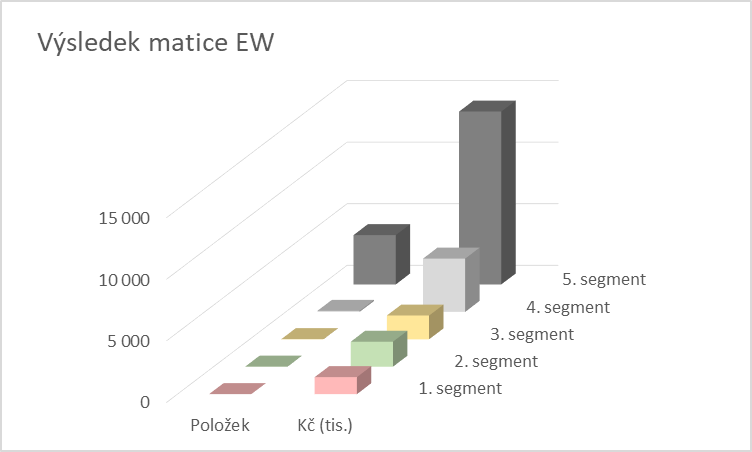 Výsledek matice EW
15 000
10 000
5 000
0
5. segment
4. segment
3. segment
2. segment
1. segment
Položek
Kč (tis.)